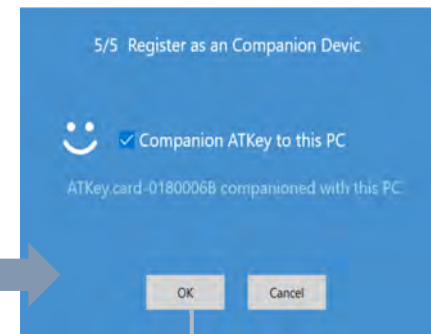 5/5 Register as an Companion Devic
Companion ATKey to this PC
ATKey.card-0180006B companioned with this PC
OK Cancel